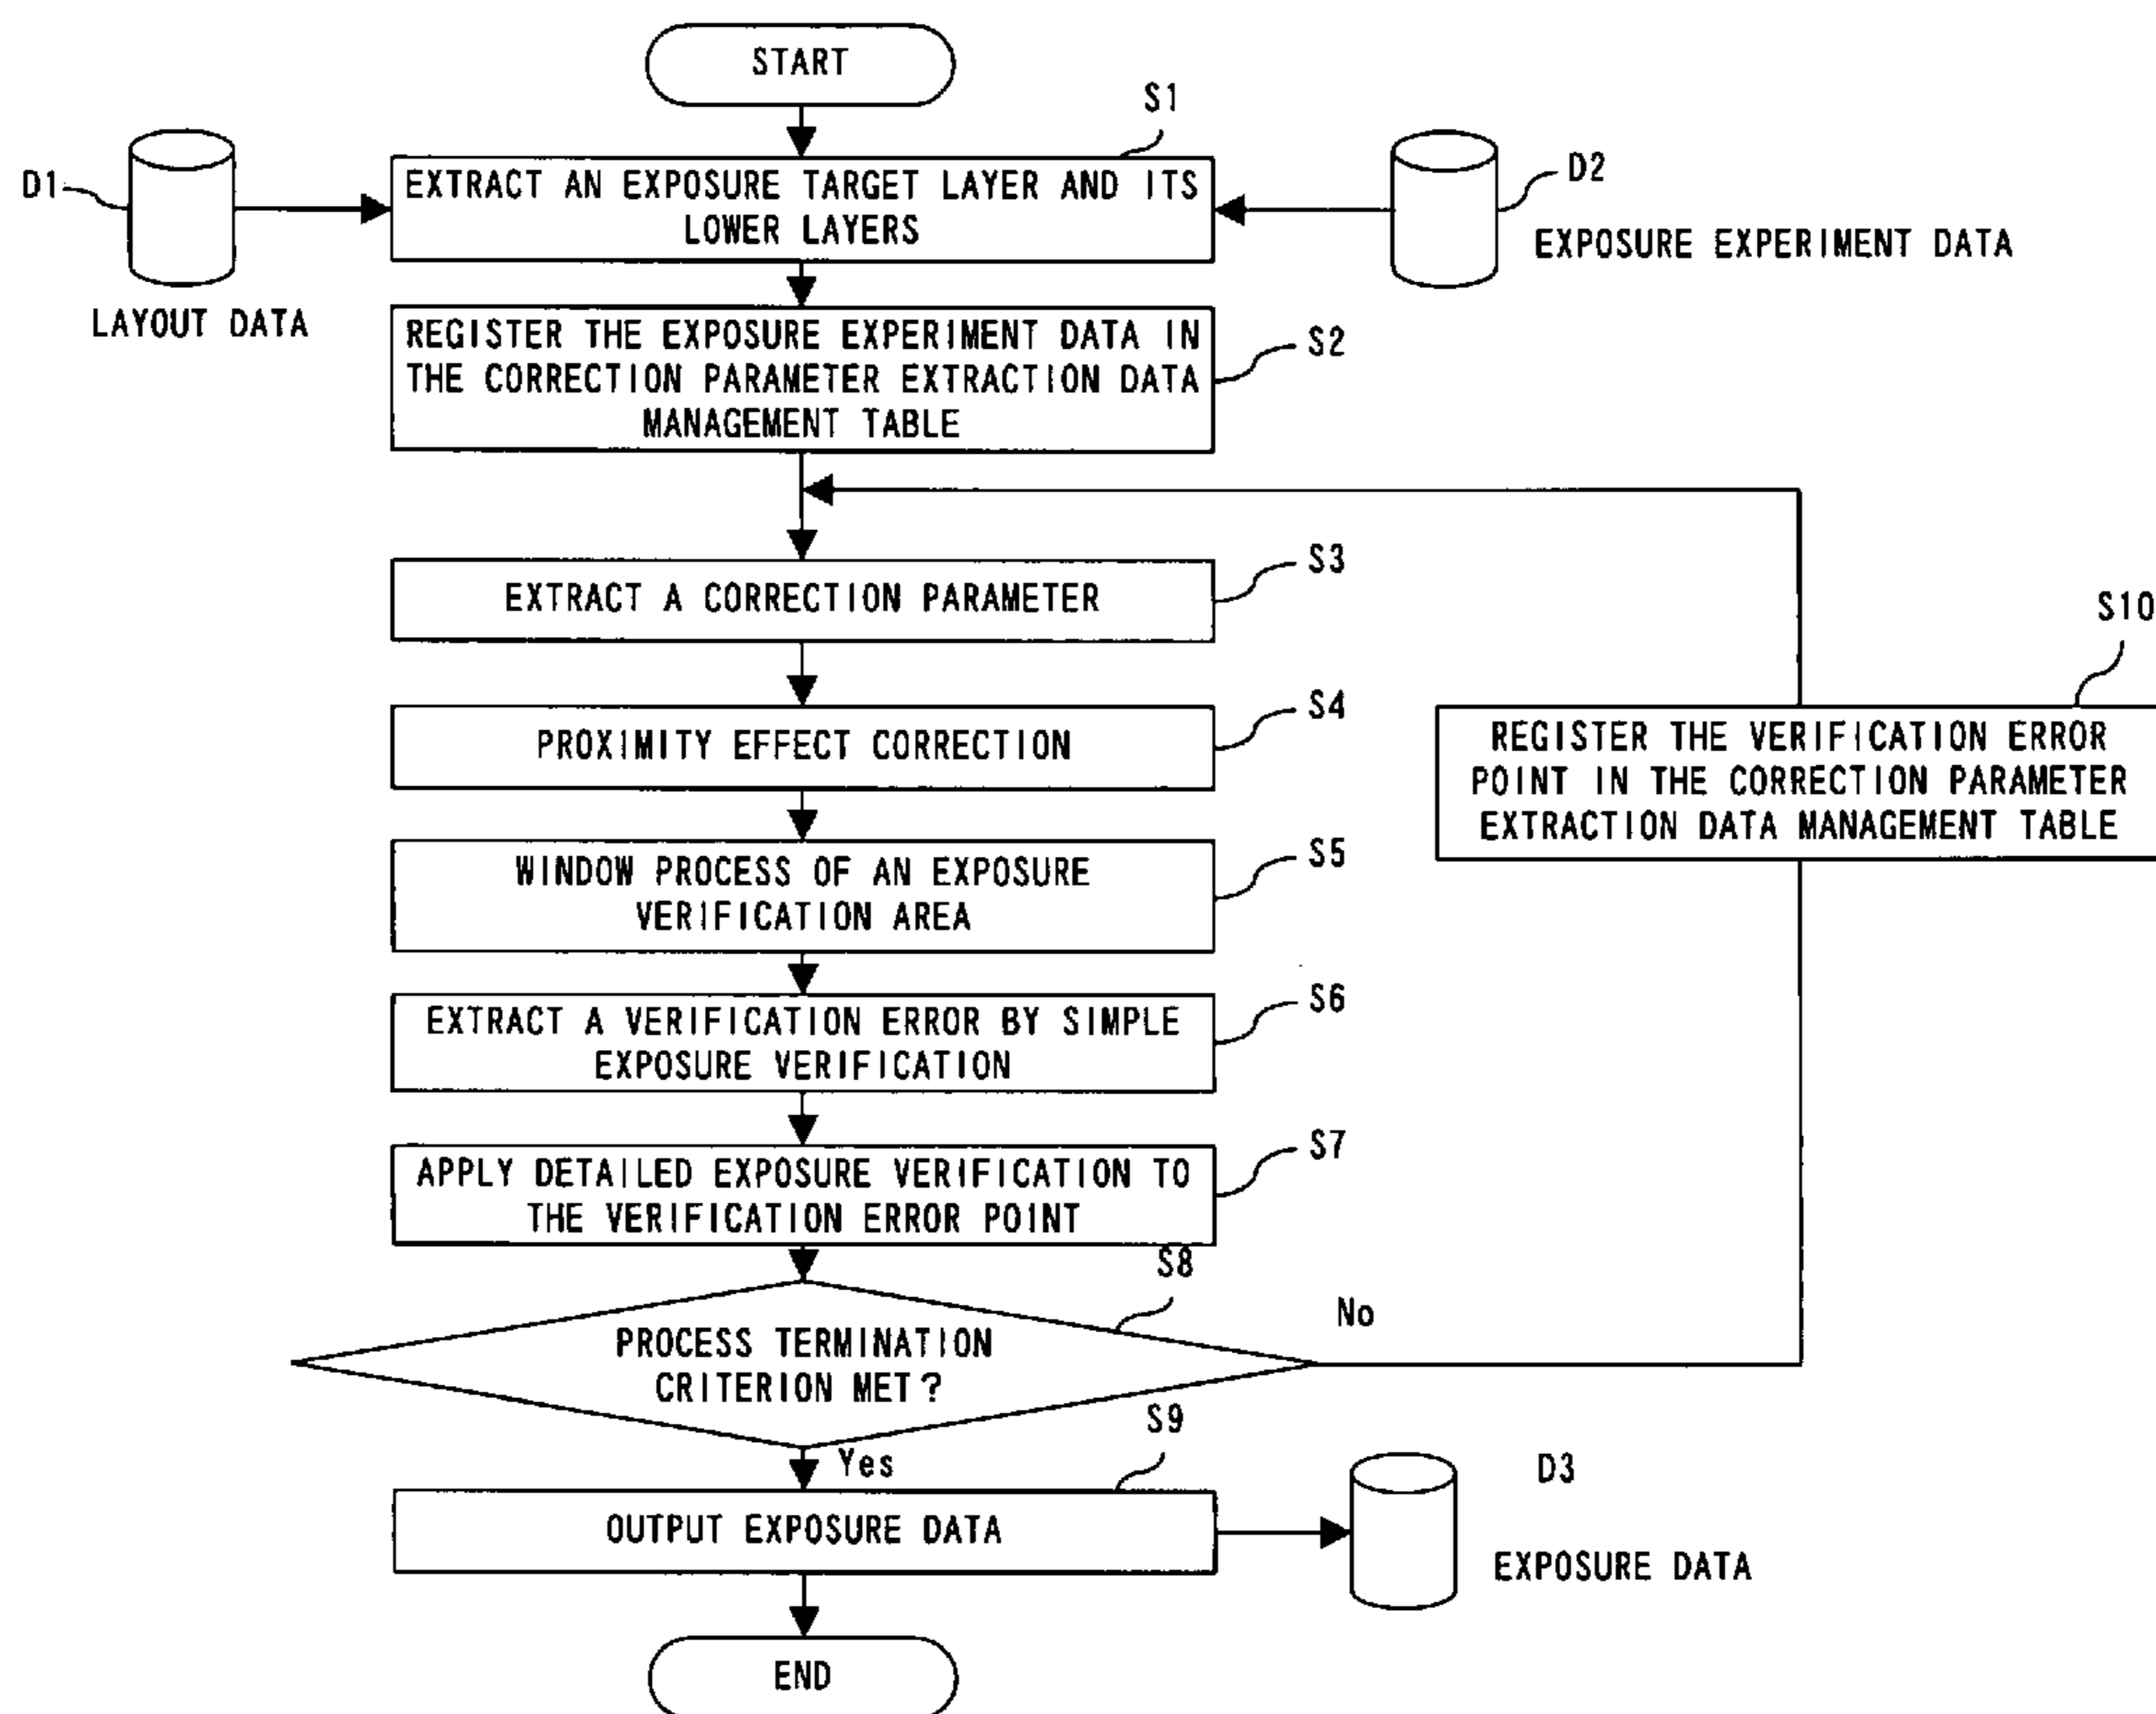 START
S1
D1
EXTRACT AN EXPOSURE TARGET LAYER AND ITS
LOWER LAYERS
D2
EXPOSURE EXPERIMENT DATA
LAYOUT DATA
REGISTER THE EXPOSURE EXPERIMENT DATA IN
THE CORRECTION PARAMETER EXTRACTION DATA
MANAGEMENT TABLE
S2
EXTRACT A CORRECTION PARAMETER
S3
S10
PROXIMITY EFFECT CORRECTION
S4
REGISTER THE VERIFICATION ERROR
POINT IN THE CORRECTION PARAMETER
EXTRACTION DATA MANAGEMENT TABLE
WINDOW PROCESS OF AN EXPOSURE
VERIFICATION AREA
S5
EXTRACT A VERIFICATION ERROR BY SIMPLE
EXPOSURE VERIFICATION
S6
APPLY DETAILED EXPOSURE VERIFICATION TO
THE VERIFICATION ERROR POINT
S7
S8
PROCESS TERMINATION
CRITERION MET?
No
Yes
S9
OUTPUT EXPOSURE DATA
D3
EXPOSURE DATA
END